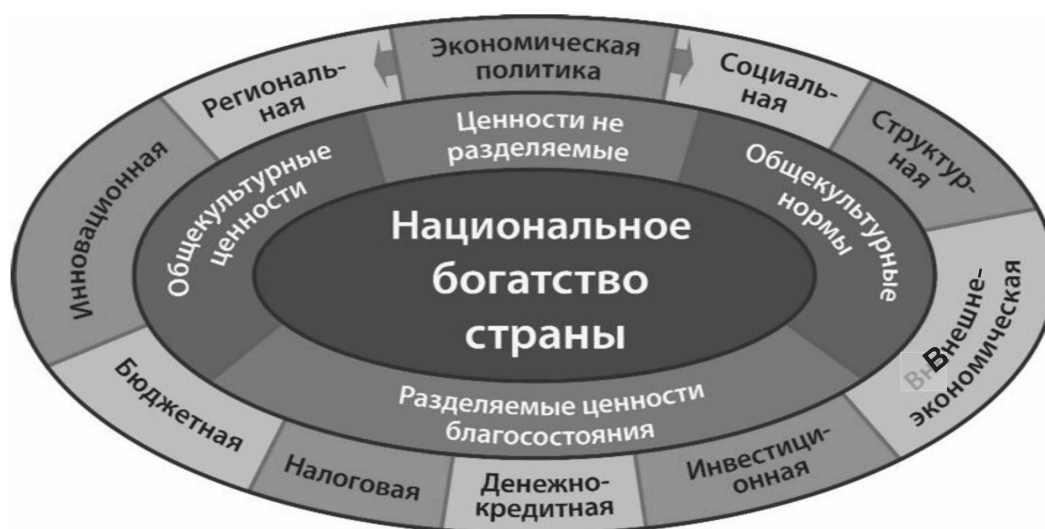 Экономическая
политика
Региональ-
ная
Социаль-
ная
Структур-
ная
Инновационная
Ценности не
разделяемые
Общекультурные
ценности
Общекультурные
нормы
Национальное
богатство
страны
Внешне-
экономическая
Разделяемые ценности
благосостояния
Бюджетная
Налоговая
Денежно-
кредитная
Инвестици-
онная